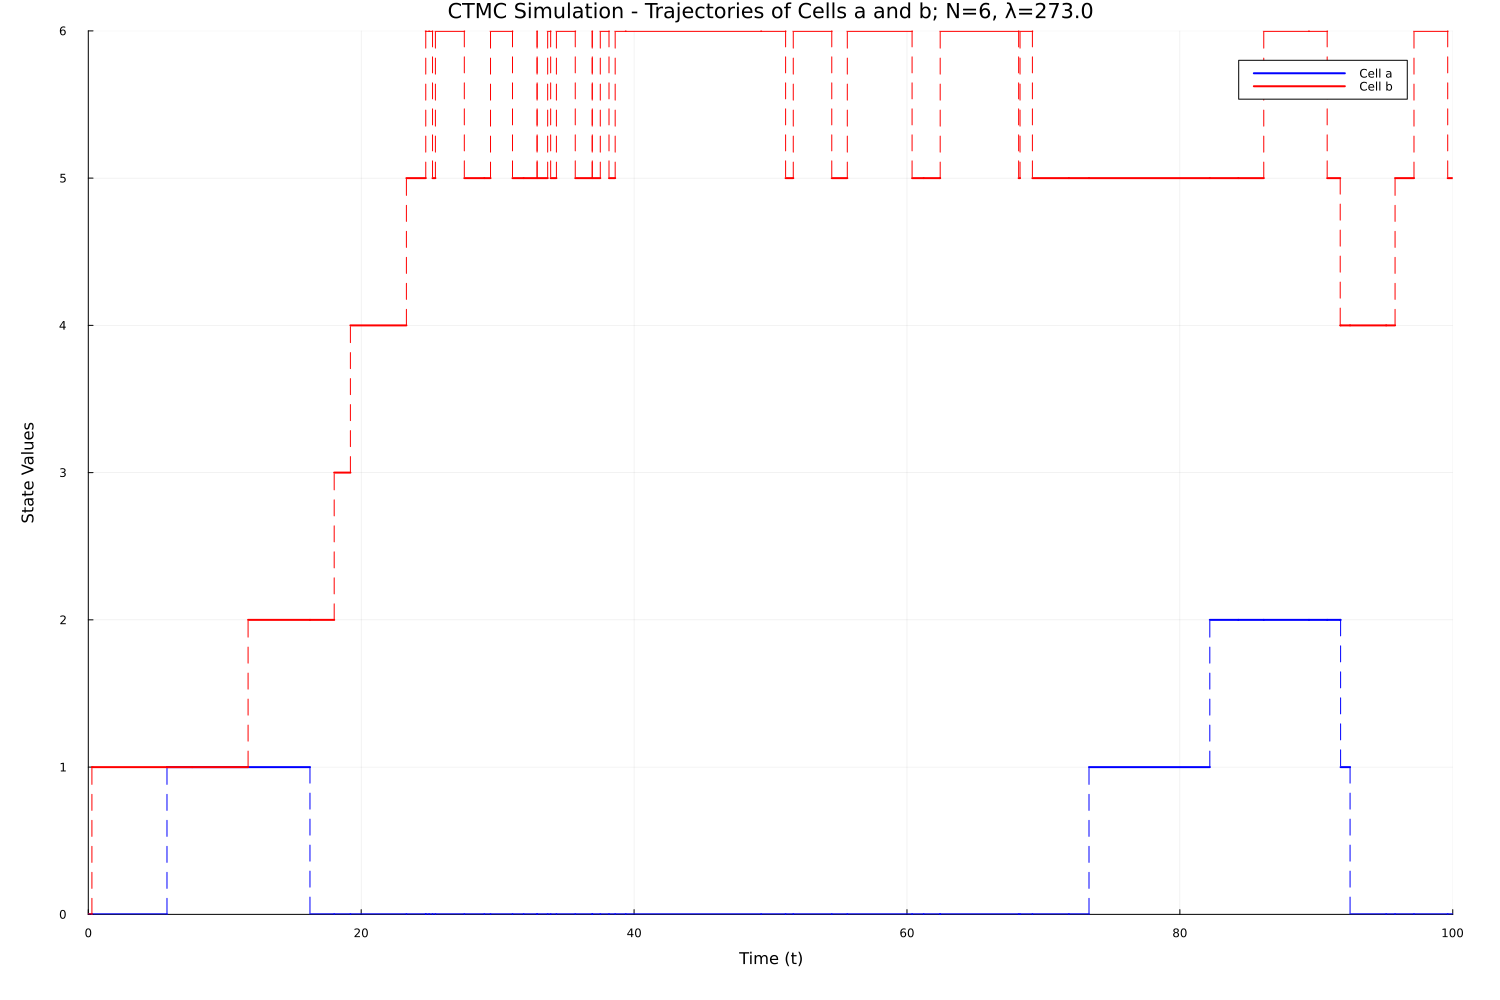 CTMC Simulation - Trajectories of Cells a and b; N=6, λ=273.0
6
Cell a
Cell b
5
4
State Values
3
2
1
0
0 20 40 60 80 100
Time (t)